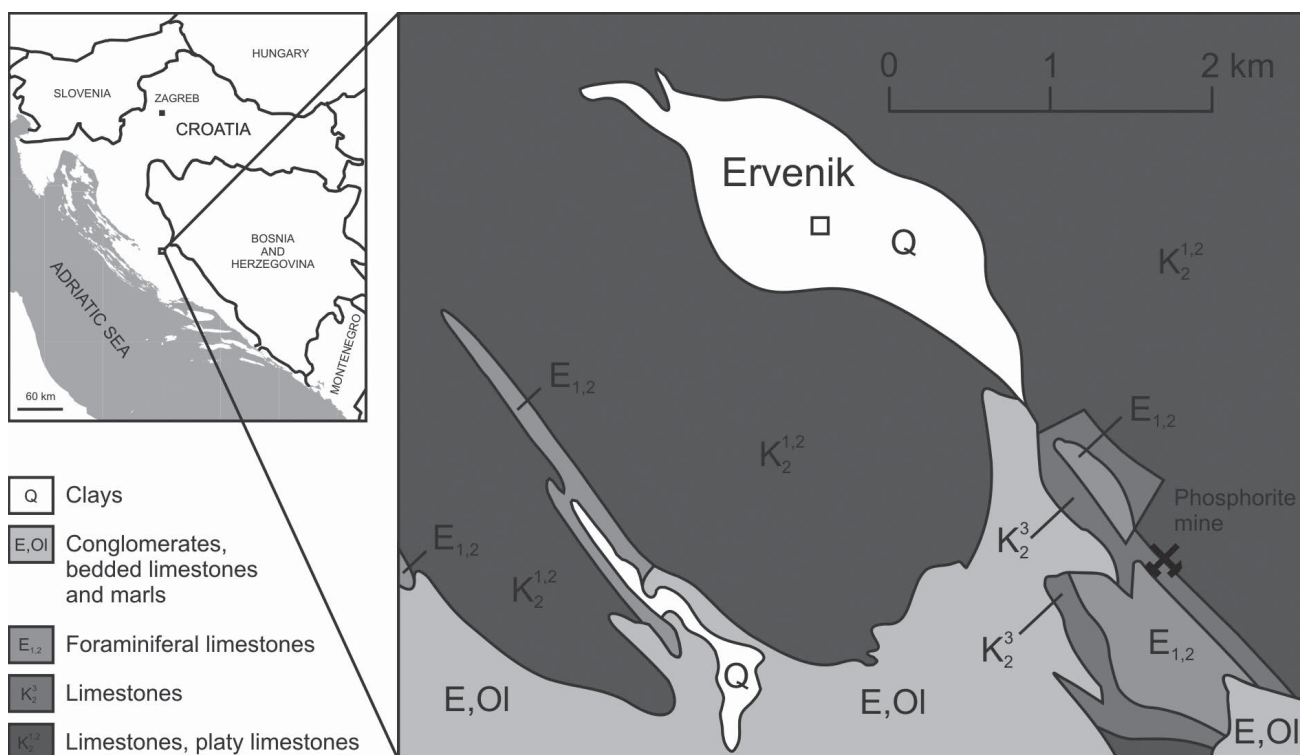 HUNGARY
SLOVENIA
ZAGREB
CROATIA
BOSNIA
AND
HERZEGOVINA
ADRIATIC SEA
MONTENEGRO
60 km
Q Clays
E,Ol Conglomerates,
bedded limestones
and marls
E1,2 Foraminiferal limestones
K2^3 Limestones
K2^1,2 Limestones, platy limestones
0 1 2 km
Ervenik
Q
K2^1,2
E1,2
K2^1,2
E1,2
Phosphorite
mine
K2^3
E1,2
K2^1,2
K2^3
E1,2
Q
E,Ol
E,Ol
E,Ol